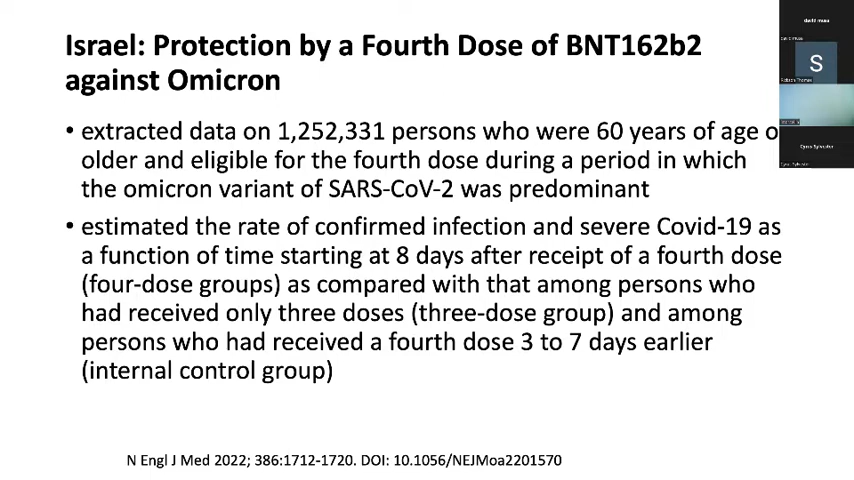 Israel: Protection by a Fourth Dose of BNT162b2
against Omicron
• extracted data on 1,252,331 persons who were 60 years of age o
older and eligible for the fourth dose during a period in which
the omicron variant of SARS-CoV-2 was predominant
• estimated the rate of confirmed infection and severe Covid-19 as
a function of time starting at 8 days after receipt of a fourth dose
(four-dose groups) as compared with that among persons who
had received only three doses (three-dose group) and among
persons who had received a fourth dose 3 to 7 days earlier
(internal control group)
N Engl J Med 2022; 386:1712-1720. DOI: 10.1056/NEJMoa2201570
S
Cyrus Sylvester